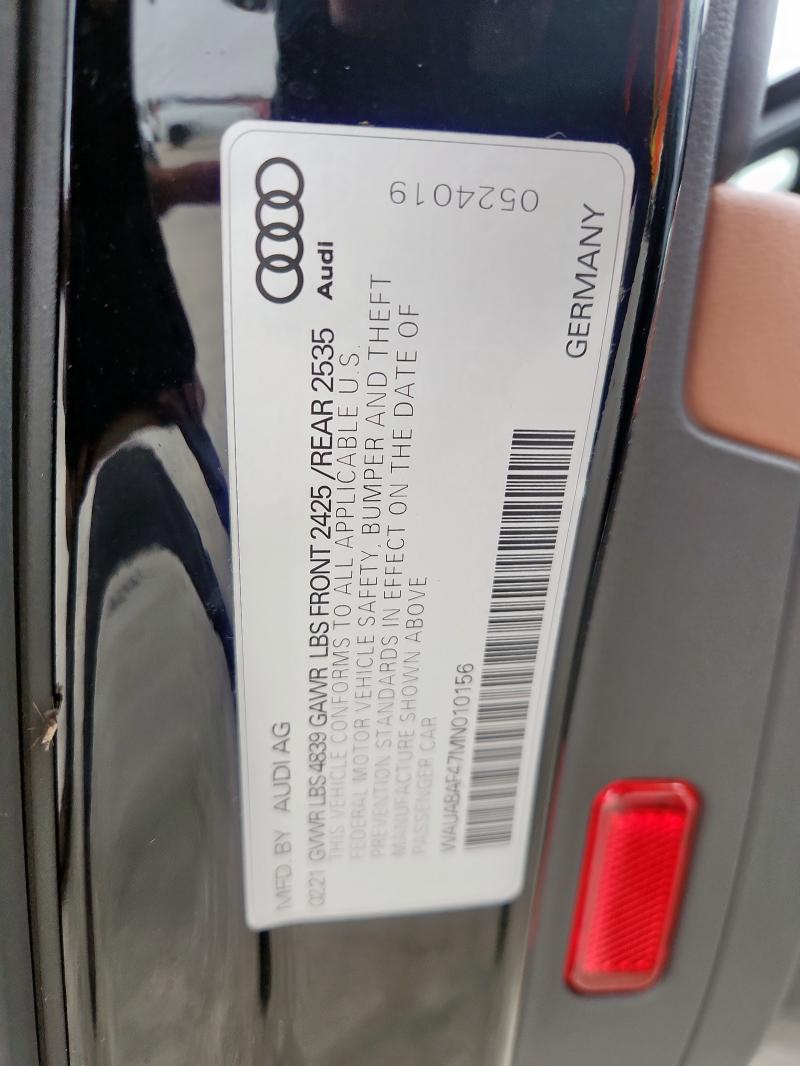 MFD. BY AUDI AG
0221 GVWR LBS 4839 GAWR LBS FRONT 2425 /REAR 2535
THIS VEHICLE CONFORMS TO ALL APPLICABLE U.S.
FEDERAL MOTOR VEHICLE SAFETY, BUMPER AND THEFT
PREVENTION STANDARDS IN EFFECT ON THE DATE OF
MANUFACTURE SHOWN ABOVE
PASSENGER CAR
WAUABAF47MN010156
Audi
0524019
GERMANY